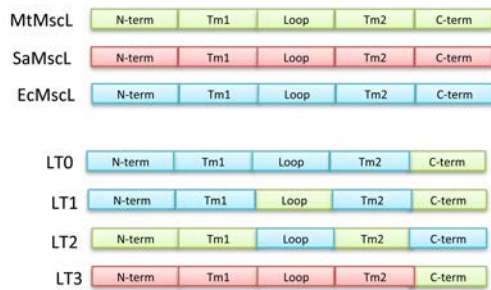 MtMscL N-term Tm1 Loop Tm2 C-term
SaMscL N-term Tm1 Loop Tm2 C-term
EcMscL N-term Tm1 Loop Tm2 C-term
LT0 N-term Tm1 Loop Tm2 C-term
LT1 N-term Tm1 Loop Tm2 C-term
LT2 N-term Tm1 Loop Tm2 C-term
LT3 N-term Tm1 Loop Tm2 C-term